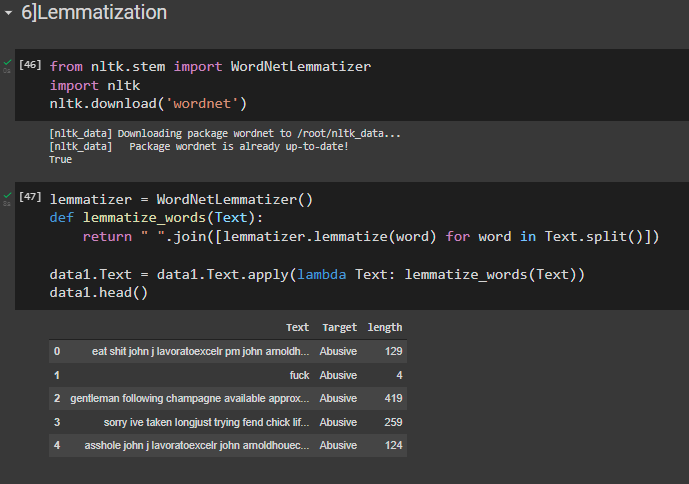 6]Lemmatization
[46] from nltk.stem import WordNetLemmatizer
import nltk
nltk.download('wordnet')
[nltk_data] Downloading package wordnet to /root/nltk_data...
[nltk_data]   Package wordnet is already up-to-date!
True
[47] lemmatizer = WordNetLemmatizer()
def lemmatize_words(Text):
    return " ".join([lemmatizer.lemmatize(word) for word in Text.split()])
data1.Text = data1.Text.apply(lambda Text: lemmatize_words(Text))
data1.head()
Text Target length
0 eat shit john j lavoratoexcelr pm john arnoldh... Abusive 129
1 fuck Abusive 4
2 gentleman following champagne available approx... Abusive 419
3 sorry ive taken longjust trying fend chick lif... Abusive 259
4 asshole john j lavoratoexcelr john arnoldhouec... Abusive 124